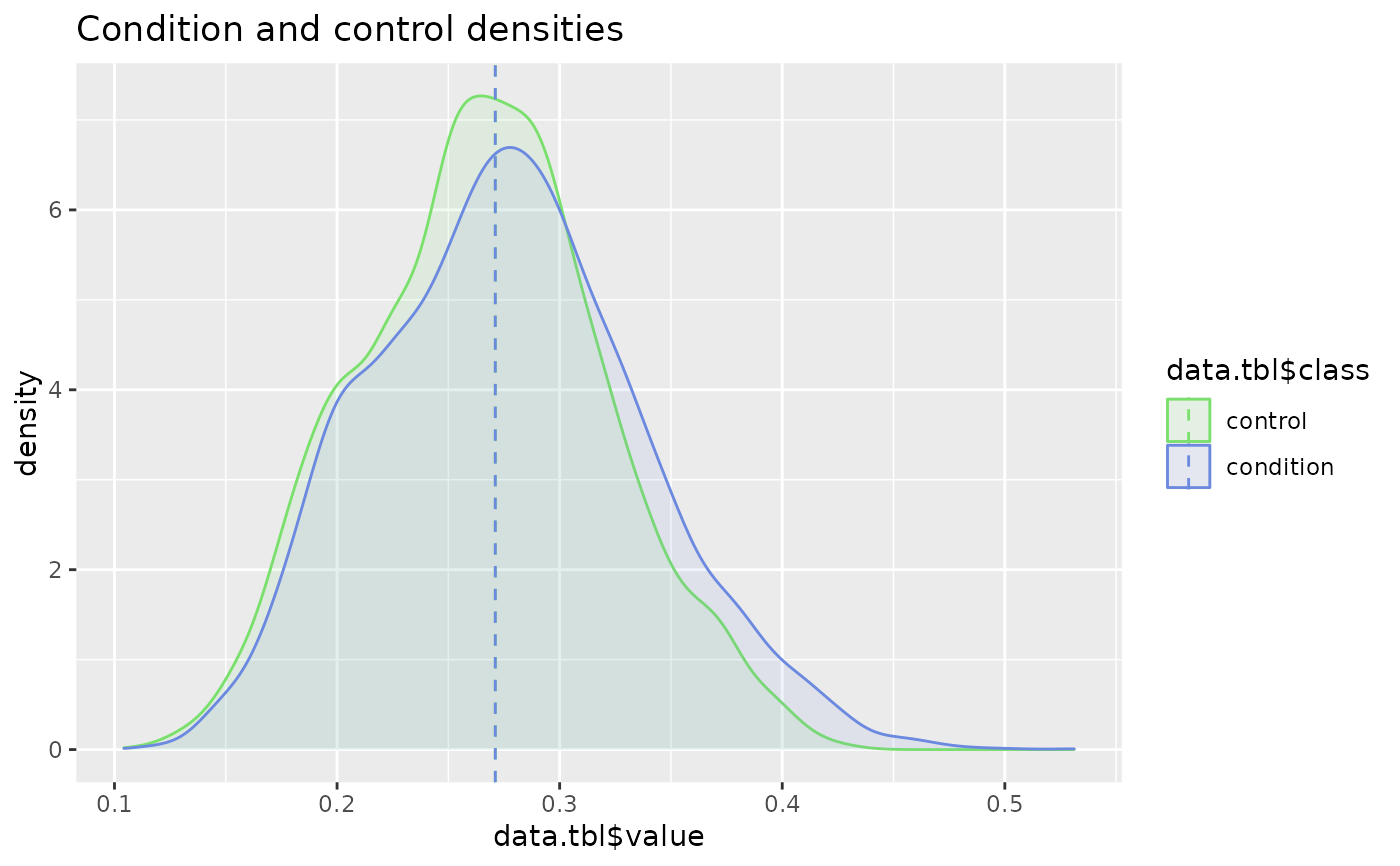 Condition and control densities
density
6
4
2
0
0.1 0.2 0.3 0.4 0.5
data.tbl$value
data.tbl$class
control
condition